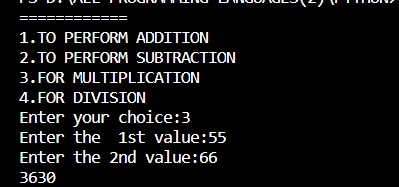 PS D:\ALL PROGRAMMING LANGUAGES(2)\PYTHON>
============
1.TO PERFORM ADDITION
2.TO PERFORM SUBTRACTION
3.FOR MULTIPLICATION
4.FOR DIVISION
Enter your choice:3
Enter the  1st value:55
Enter the 2nd value:66
3630